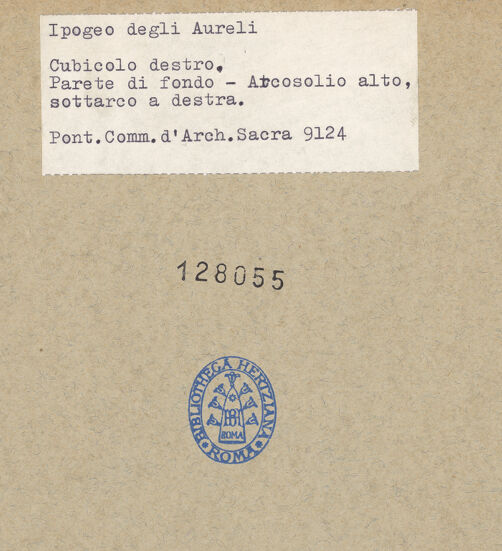 Ipogeo degli Aureli
Cubicolo destro.
Parete di fondo - Arcosolio alto,
sottarco a destra.
Pont.Comm.d'Arch.Sacra 9124
128055
BIBLIOTHECA HERTZIANA
BH
ROMA
* ROMA *